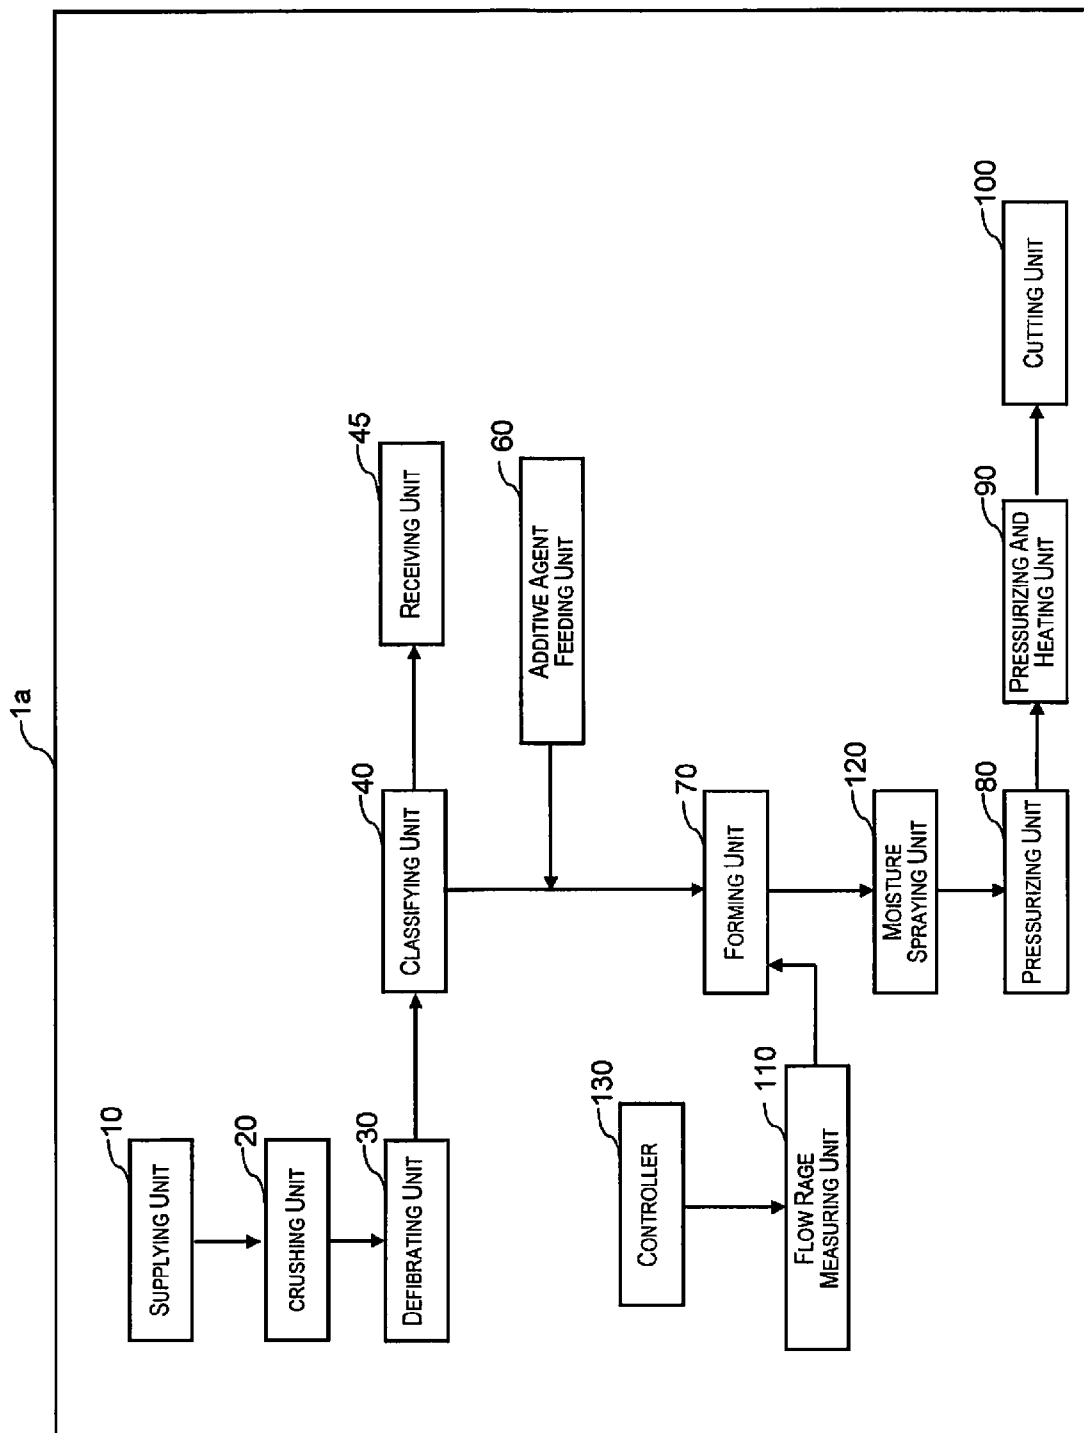 1a
10
SUPPLYING UNIT
20
CRUSHING UNIT
30
DEFIBRATING UNIT
40
CLASSIFYING UNIT
45
RECEIVING UNIT
60
ADDITIVE AGENT
FEEDING UNIT
70
FORMING UNIT
130
CONTROLLER
110
FLOW RAGE
MEASURING UNIT
120
MOISTURE
SPRAYING UNIT
80
PRESSURIZING UNIT
90
PRESSURIZING AND
HEATING UNIT
100
CUTTING UNIT